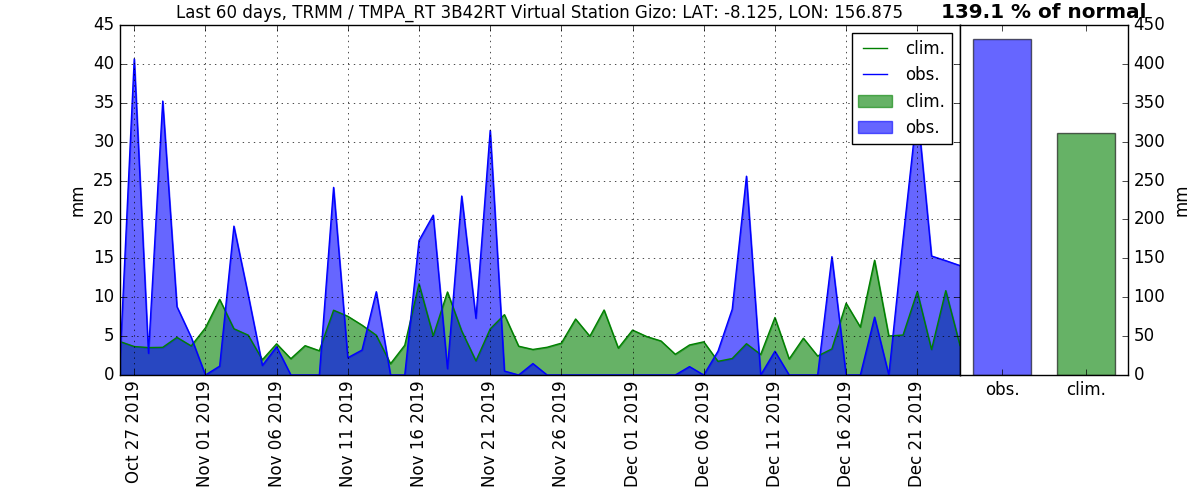 Last 60 days, TRMM / TMPA_RT 3B42RT Virtual Station Gizo: LAT: -8.125, LON: 156.875
139.1 % of normal
45
40
35
30
25
20
15
10
5
0
mm
clim.
obs.
clim.
obs.
Oct 27 2019
Nov 01 2019
Nov 06 2019
Nov 11 2019
Nov 16 2019
Nov 21 2019
Nov 26 2019
Dec 01 2019
Dec 06 2019
Dec 11 2019
Dec 16 2019
Dec 21 2019
450
400
350
300
250
200
150
100
50
0
mm
obs.
clim.